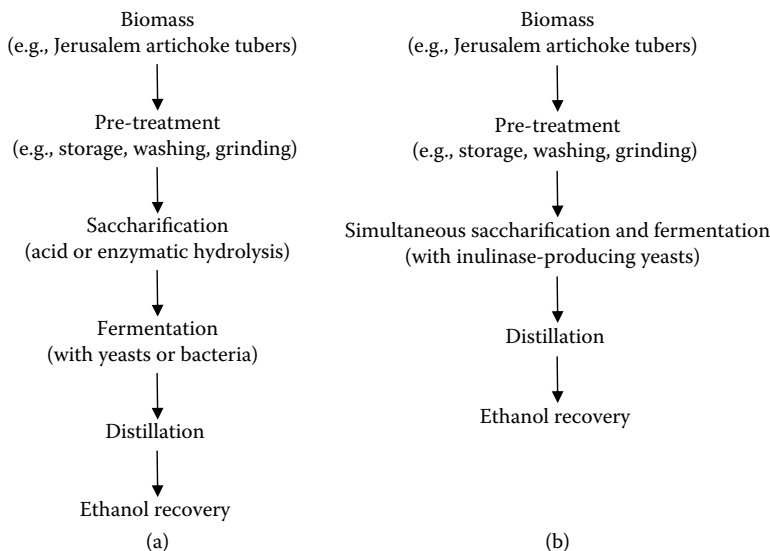 Biomass
(e.g., Jerusalem artichoke tubers)
Pre-treatment
(e.g., storage, washing, grinding)
Saccharification
(acid or enzymatic hydrolysis)
Fermentation
(with yeasts or bacteria)
Distillation
Ethanol recovery
(a)
Biomass
(e.g., Jerusalem artichoke tubers)
Pre-treatment
(e.g., storage, washing, grinding)
Simultaneous saccharification and fermentation
(with inulinase-producing yeasts)
Distillation
Ethanol recovery
(b)